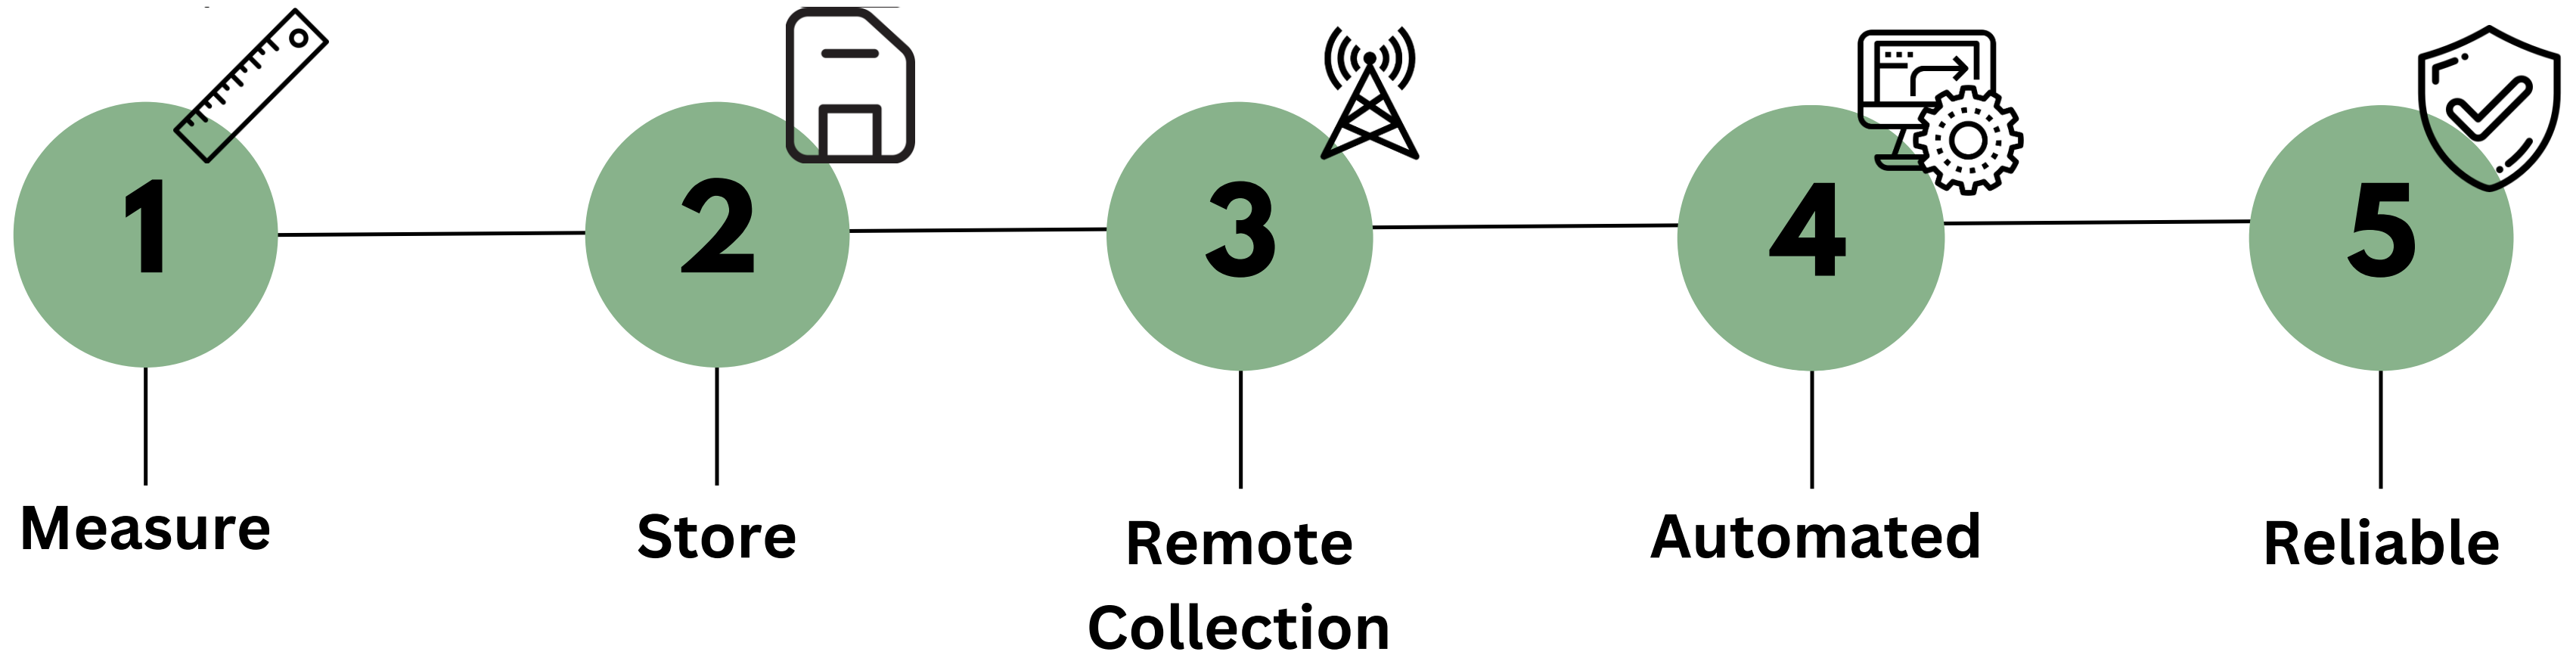 1
2
3
4
5
Measure
Store
Remote
Collection
Automated
Reliable